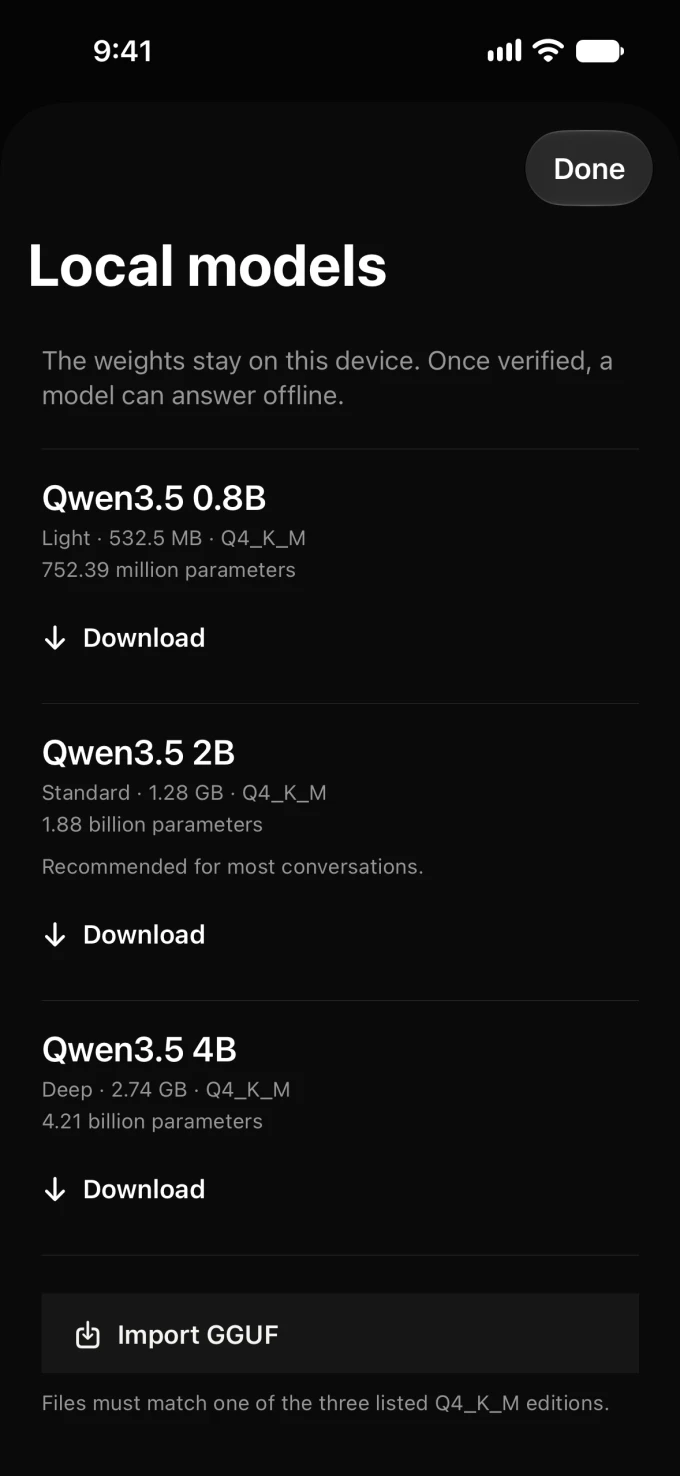 9:41
Done
Local models
The weights stay on this device. Once verified, a
model can answer offline.
Qwen3.5 0.8B
Light · 532.5 MB · Q4_K_M
752.39 million parameters
Download
Qwen3.5 2B
Standard · 1.28 GB · Q4_K_M
1.88 billion parameters
Recommended for most conversations.
Download
Qwen3.5 4B
Deep · 2.74 GB · Q4_K_M
4.21 billion parameters
Download
Import GGUF
Files must match one of the three listed Q4_K_M editions.